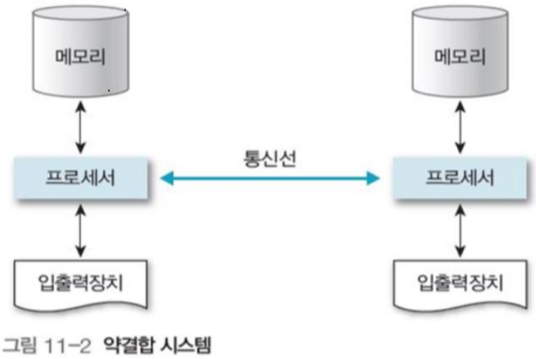 메모리
메모리
통신선
프로세서
프로세서
입출력장치
입출력장치
그림 11-2 약결합 시스템